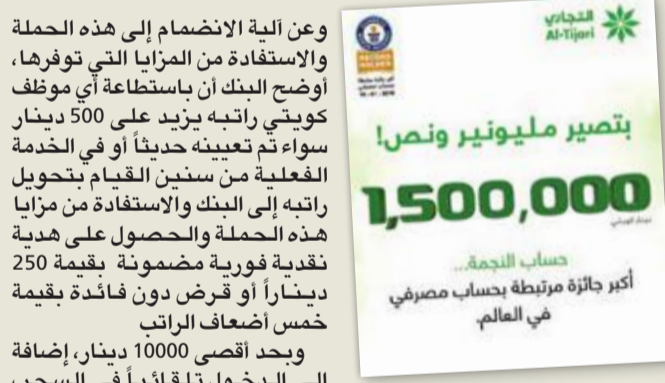 وعن آلية الانضمام إلى هذه الحملة
والاستفادة من المزايا التي توفرها،
أوضح البنك أن باستطاعة أي موظف
كويتي راتبه يزيد على 500 دينار
سواء تم تعيينه حديثاً أو في الخدمة
الفعلية من سنين القيام بتحويل
راتبه إلى البنك والاستفادة من مزايا
هذه الحملة والحصول على هدية
نقدية فورية مضمونة بقيمة 250
ديناراً أو قرض دون فائدة بقيمة
خمس أضعاف الراتب
وبحد أقصى 10000 دينار، إضافة
التجاري
Al-Tijari
بتصير مليونير ونص!
1,500,000
دينار كويتي
حساب النجمة...
أكبر جائزة مرتبطة بحساب مصرفي
في العالم.